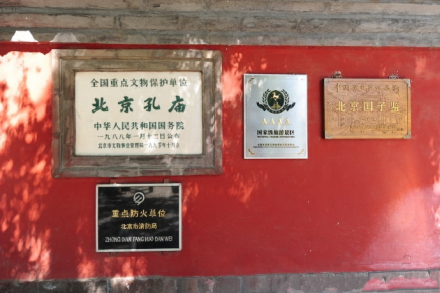 全国重点文物保护单位
北京孔庙
中华人民共和国国务院
一九八八年一月十三日公布
AAAA
国家级旅游景区
北京国子监
重点防火单位
北京市消防局
ZHONG DIAN FANG HUO DAN WEI